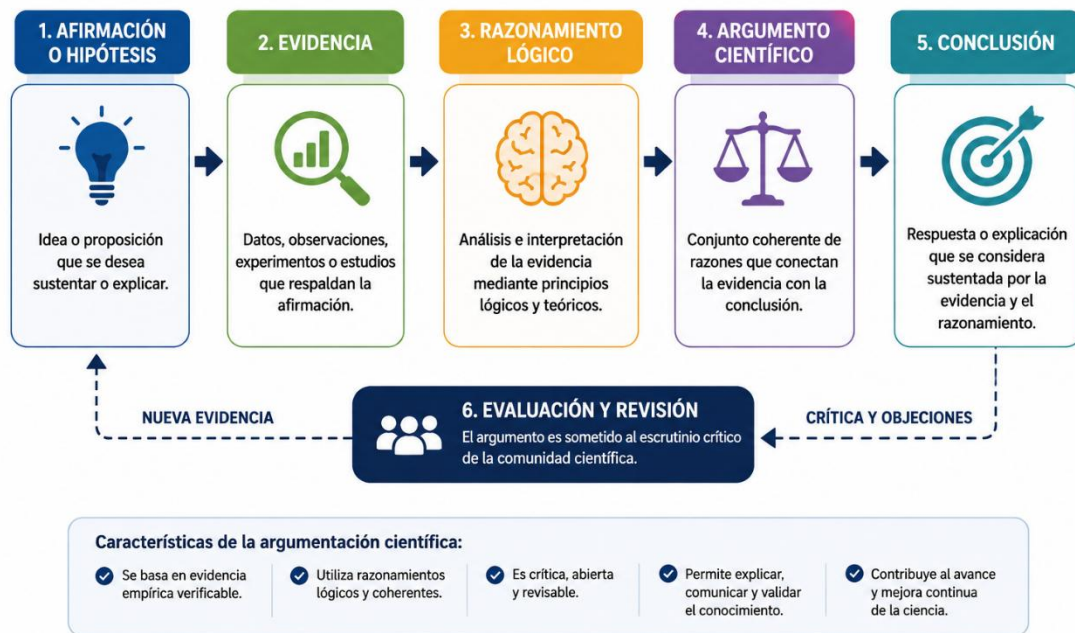 1. AFIRMACIÓN
O HIPÓTESIS
Idea o proposición
que se desea
sustentar o explicar.
2. EVIDENCIA
Datos, observaciones,
experimentos o estudios
que respaldan la
afirmación.
3. RAZONAMIENTO
LÓGICO
Análisis e interpretación
de la evidencia
mediante principios
lógicos y teóricos.
4. ARGUMENTO
CIENTÍFICO
Conjunto coherente de
razones que conectan
la evidencia con la
conclusión.
5. CONCLUSIÓN
Respuesta o explicación
que se considera
sustentada por la
evidencia y el
razonamiento.
CRÍTICA Y OBJECIONES
6. EVALUACIÓN Y REVISIÓN
El argumento es sometido al escrutinio crítico
de la comunidad científica.
NUEVA EVIDENCIA
Características de la argumentación científica:
Se basa en evidencia
empírica verificable.
Utiliza razonamientos
lógicos y coherentes.
Es crítica, abierta
y revisable.
Permite explicar,
comunicar y validar
el conocimiento.
Contribuye al avance
y mejora continua
de la ciencia.